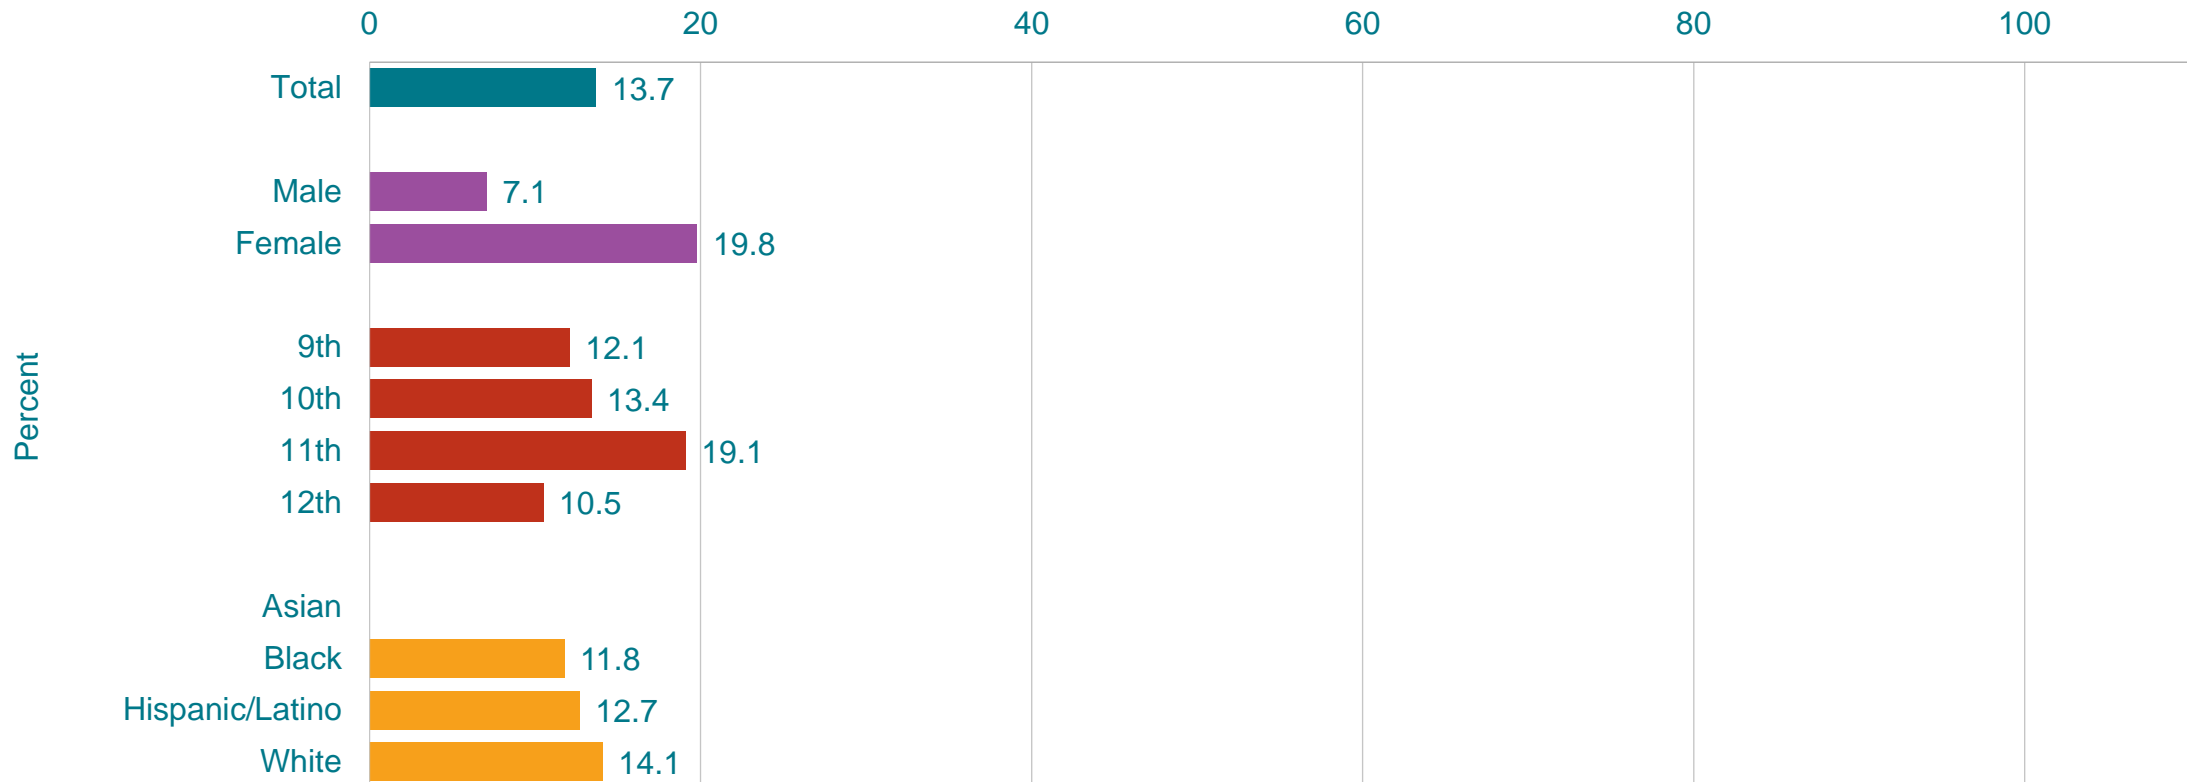 0 20 40 60 80 100
Total 13.7
Male 7.1
Female 19.8
9th 12.1
10th 13.4
11th 19.1
12th 10.5
Asian
Black 11.8
Hispanic/Latino 12.7
White 14.1
Percent